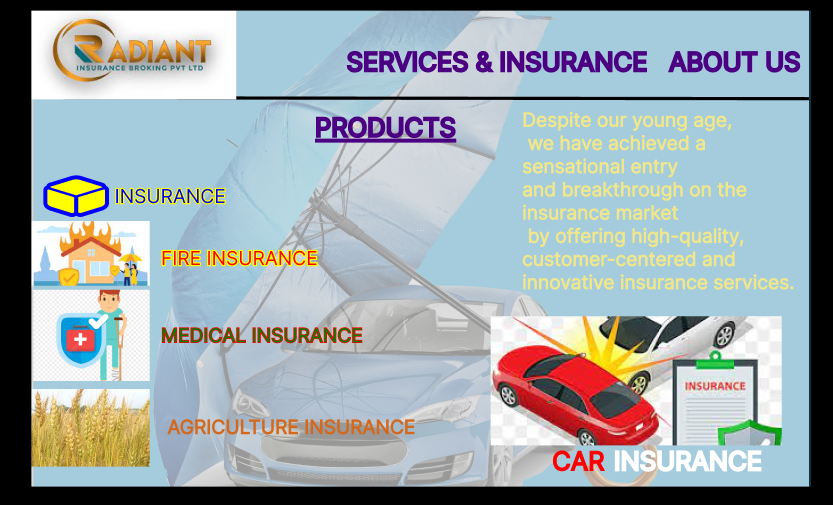 RADIANT
INSURANCE BROKING PVT LTD
SERVICES & INSURANCE ABOUT US
PRODUCTS
Despite our young age,
we have achieved a
sensational entry
and breakthrough on the
insurance market
by offering high-quality,
customer-centered and
innovative insurance services.
INSURANCE
FIRE INSURANCE
MEDICAL INSURANCE
AGRICULTURE INSURANCE
INSURANCE
CAR INSURANCE